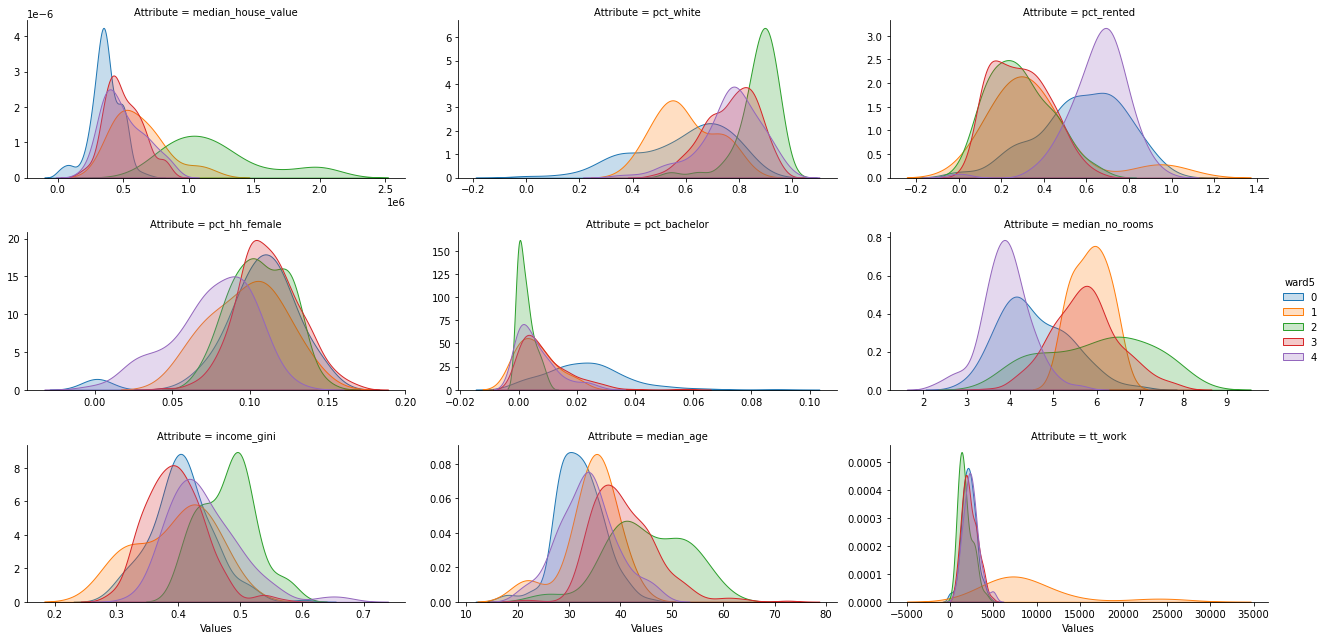 Attribute = median_house_value
1e−6
4
3
2
1
0
0.0 0.5 1.0 1.5 2.0 2.5
1e6
Attribute = pct_white
6
5
4
3
2
1
0
−0.2 0.0 0.2 0.4 0.6 0.8 1.0
Attribute = pct_rented
3.0
2.5
2.0
1.5
1.0
0.5
0.0
−0.2 0.0 0.2 0.4 0.6 0.8 1.0 1.2 1.4
Attribute = pct_hh_female
20
15
10
5
0
0.00 0.05 0.10 0.15 0.20
Attribute = pct_bachelor
150
125
100
75
50
25
0
−0.02 0.00 0.02 0.04 0.06 0.08 0.10
Attribute = median_no_rooms
0.8
0.6
0.4
0.2
0.0
2 3 4 5 6 7 8 9
ward5
0
1
2
3
4
Attribute = income_gini
8
6
4
2
0
0.2 0.3 0.4 0.5 0.6 0.7
Values
Attribute = median_age
0.08
0.06
0.04
0.02
0.00
10 20 30 40 50 60 70 80
Values
Attribute = tt_work
0.0005
0.0004
0.0003
0.0002
0.0001
0.0000
−5000 0 5000 10000 15000 20000 25000 30000 35000
Values